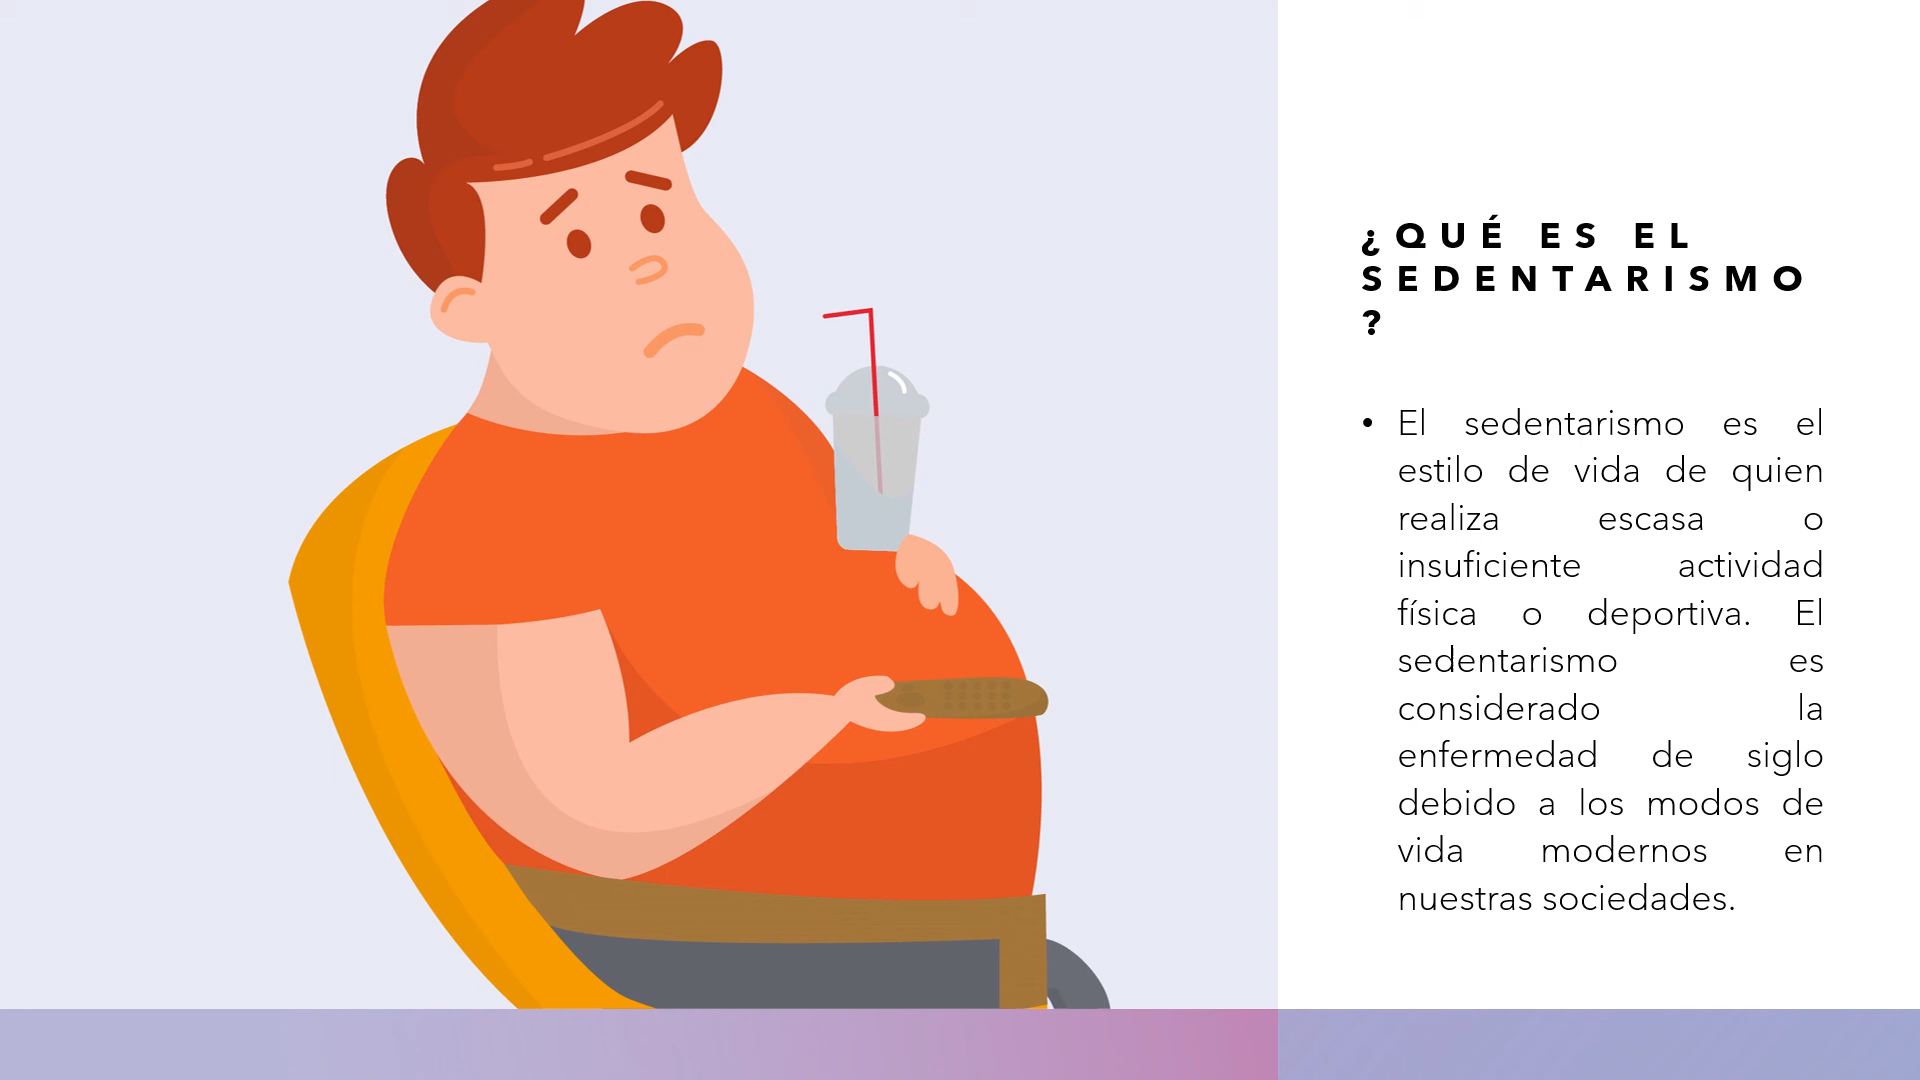 ¿QUÉ ES EL
SEDENTARISMO
?
• El sedentarismo es el
estilo de vida de quien
realiza escasa o
insuficiente actividad
física o deportiva. El
sedentarismo es
considerado la
enfermedad de siglo
debido a los modos de
vida modernos en
nuestras sociedades.